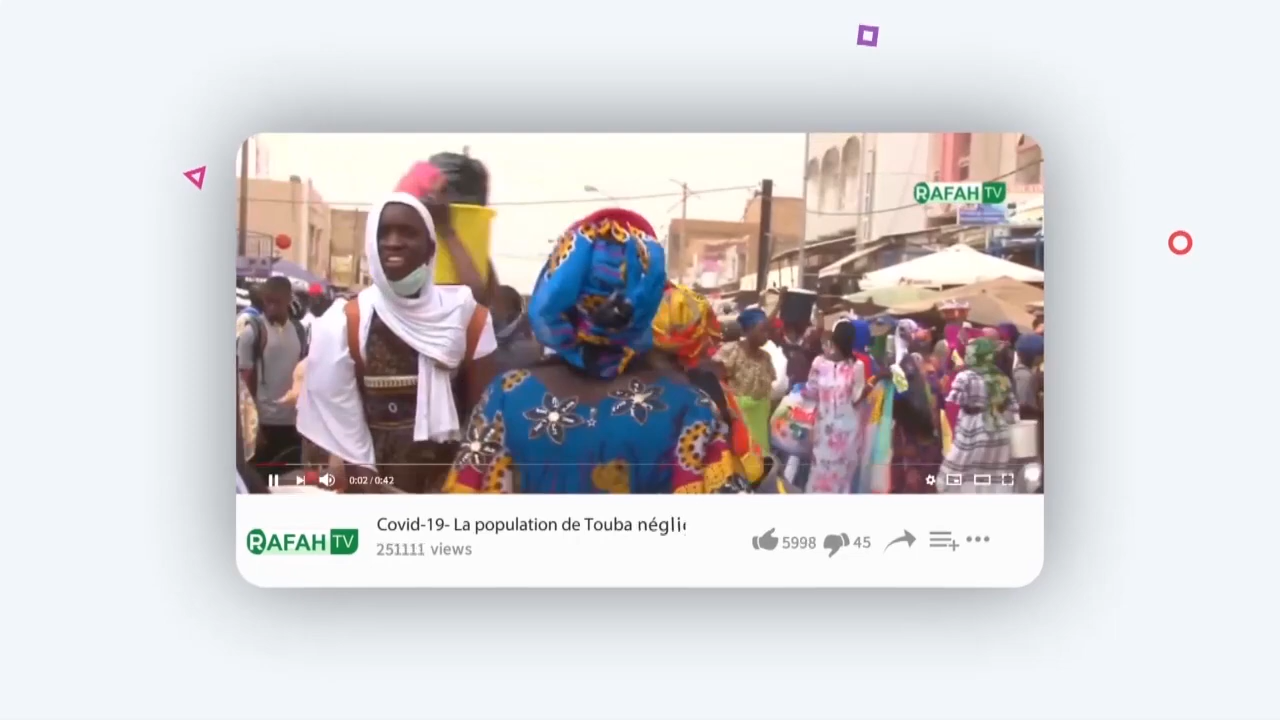 RAFAH TV
0:02 / 0:42
RAFAH TV
Covid-19- La population de Touba négli
251111 views
5998
45